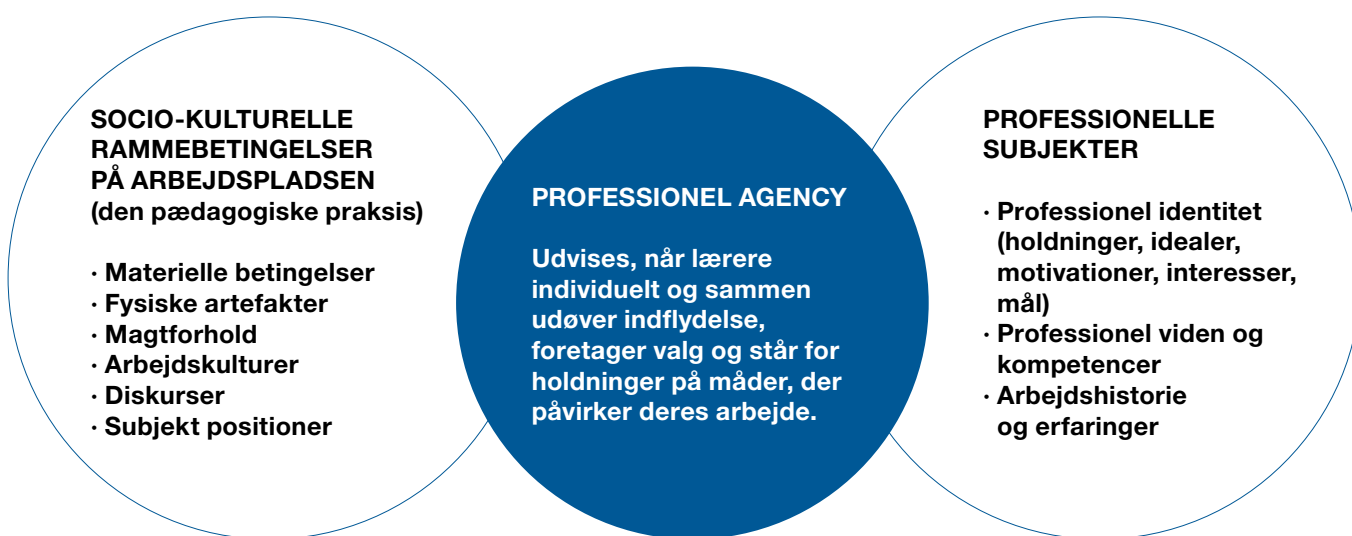 SOCIO-KULTURELLE
RAMMEBETINGELSER
PÅ ARBEJDSPLADSEN
(den pædagogiske praksis)
· Materielle betingelser
· Fysiske artefakter
· Magtforhold
· Arbejdskulturer
· Diskurser
· Subjekt positioner
PROFESSIONEL AGENCY
Udvises, når lærere
individuelt og sammen
udøver indflydelse,
foretager valg og står for
holdninger på måder, der
påvirker deres arbejde.
PROFESSIONELLE
SUBJEKTER
· Professionel identitet
(holdninger, idealer,
motivationer, interesser,
mål)
· Professionel viden og
kompetencer
· Arbejdshistorie
og erfaringer